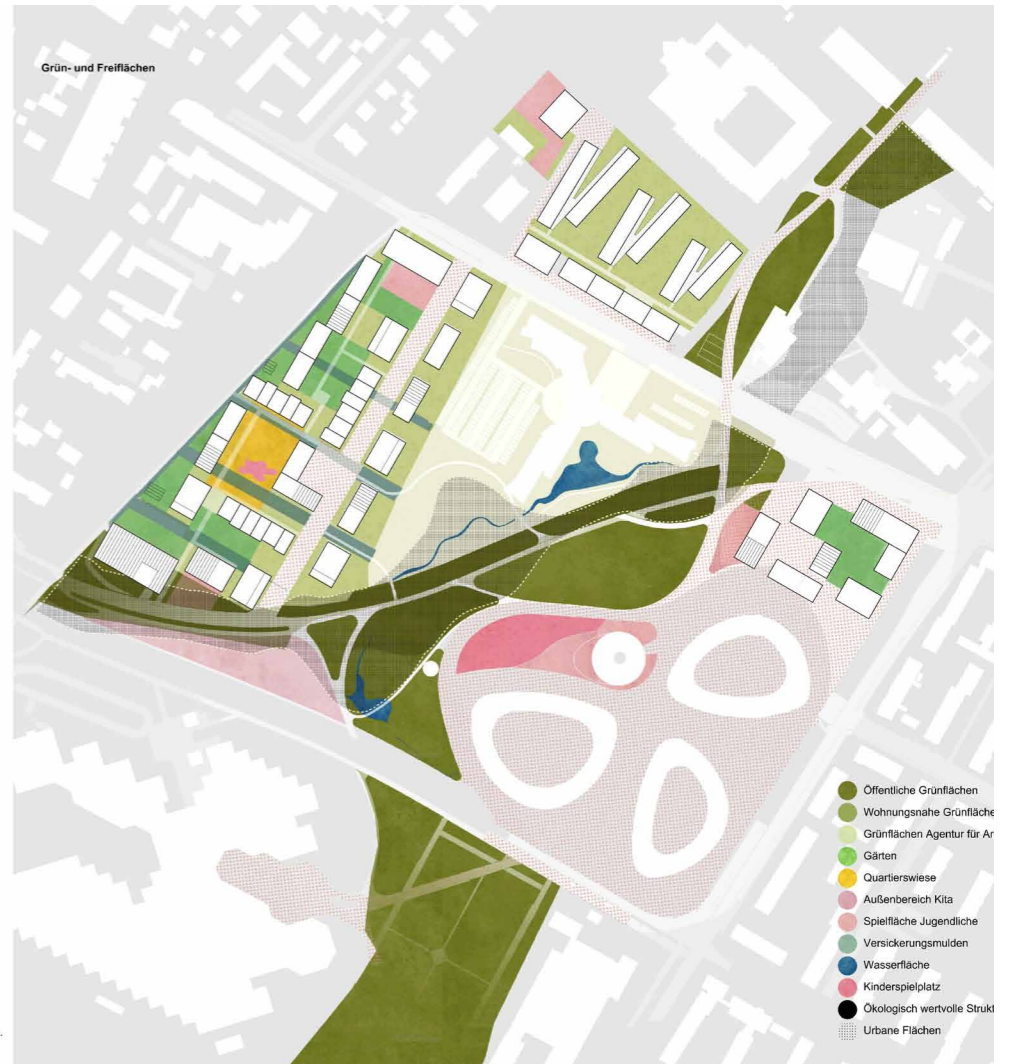 Grün- und Freiflächen
Öffentliche Grünflächen
Wohnungsnahe Grünfläche
Grünflächen Agentur für Ar
Gärten
Quartierswiese
Außenbereich Kita
Spielfläche Jugendliche
Versickerungsmulden
Wasserfläche
Kinderspielplatz
Ökologisch wertvolle Strukt
Urbane Flächen